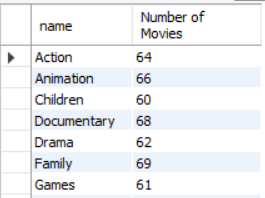 name Number of
Movies
Action 64
Animation 66
Children 60
Documentary 68
Drama 62
Family 69
Games 61